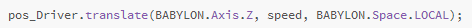 pos_Driver.translate(BABYLON.Axis.Z, speed, BABYLON.Space.LOCAL);